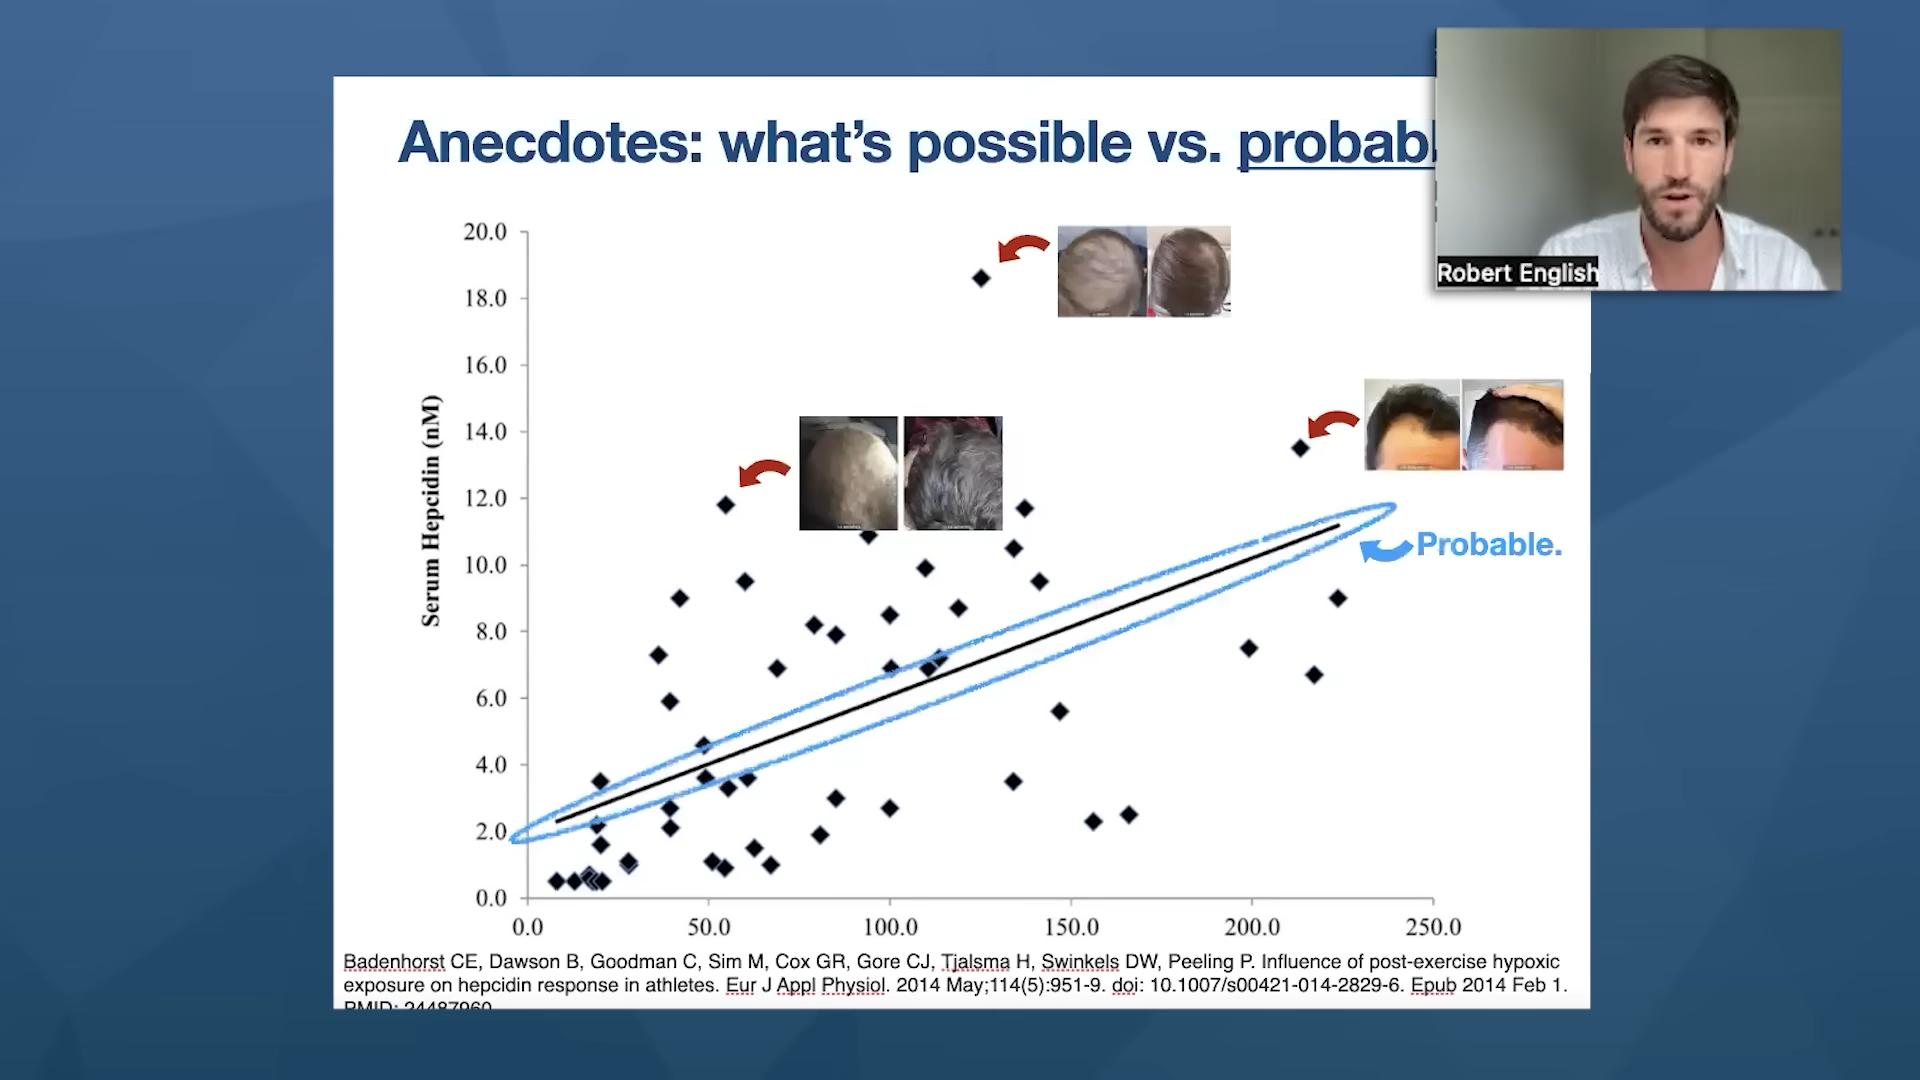 Anecdotes: what's possible vs. probab
Robert English
20.0
18.0
16.0
14.0
12.0
10.0
8.0
6.0
4.0
2.0
0.0
Serum Hepcidin (nM)
Probable.
0.0 50.0 100.0 150.0 200.0 250.0
Badenhorst CE, Dawson B, Goodman C, Sim M, Cox GR, Gore CJ, Tjalsma H, Swinkels DW, Peeling P. Influence of post-exercise hypoxic
exposure on hepcidin response in athletes. Eur J Appl Physiol. 2014 May;114(5):951-9. doi: 10.1007/s00421-014-2829-6. Epub 2014 Feb 1.
PMID: 24487960